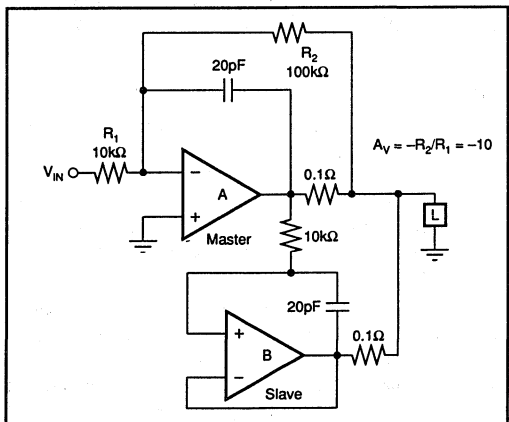 R2
100kΩ
20pF
R1
10kΩ
AV = –R2/R1 = –10
VIN
–
A
+
0.1Ω
Master
10kΩ
20pF
+
B
–
0.1Ω
Slave
L